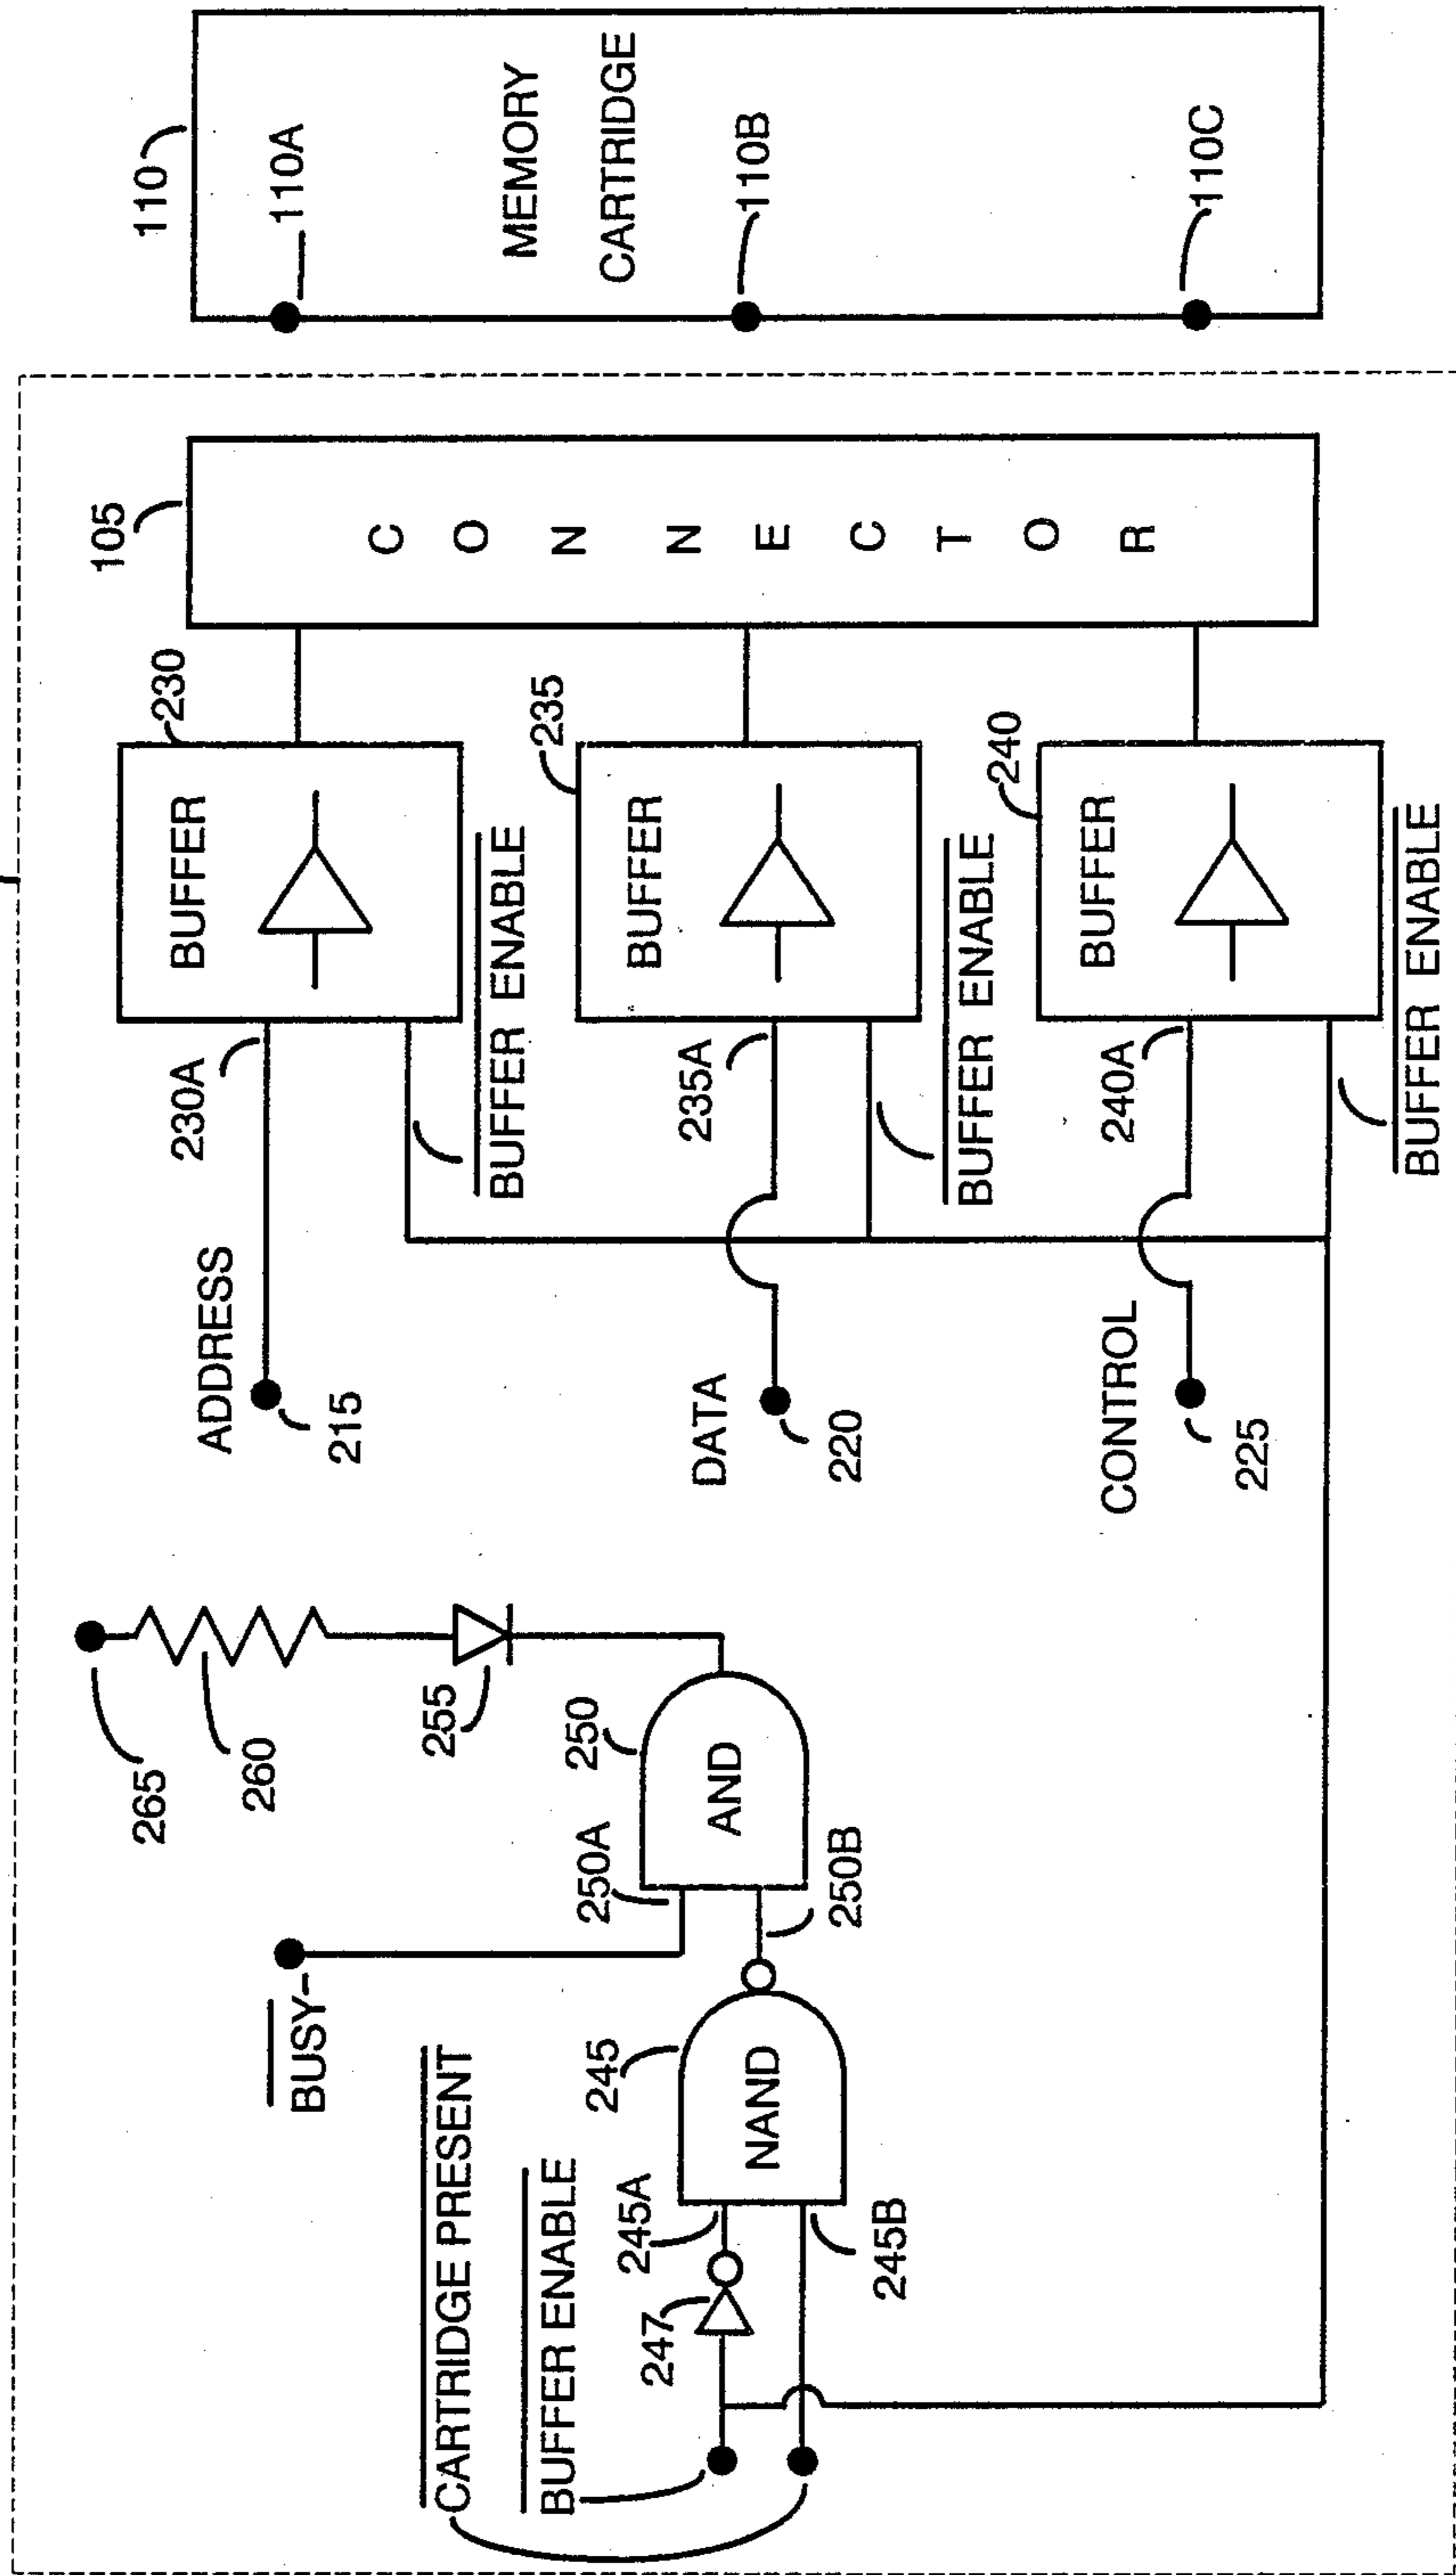 110
110A
MEMORY
CARTRIDGE
110B
110C
105
C
O
N
N
E
C
T
O
R
230
BUFFER
230A
BUFFER ENABLE
235
BUFFER
235A
BUFFER ENABLE
240
BUFFER
240A
BUFFER ENABLE
ADDRESS
215
DATA
220
CONTROL
225
265
260
255
250
AND
250A
250B
BUSY-
CARTRIDGE PRESENT
BUFFER ENABLE
245
NAND
245A
245B
247